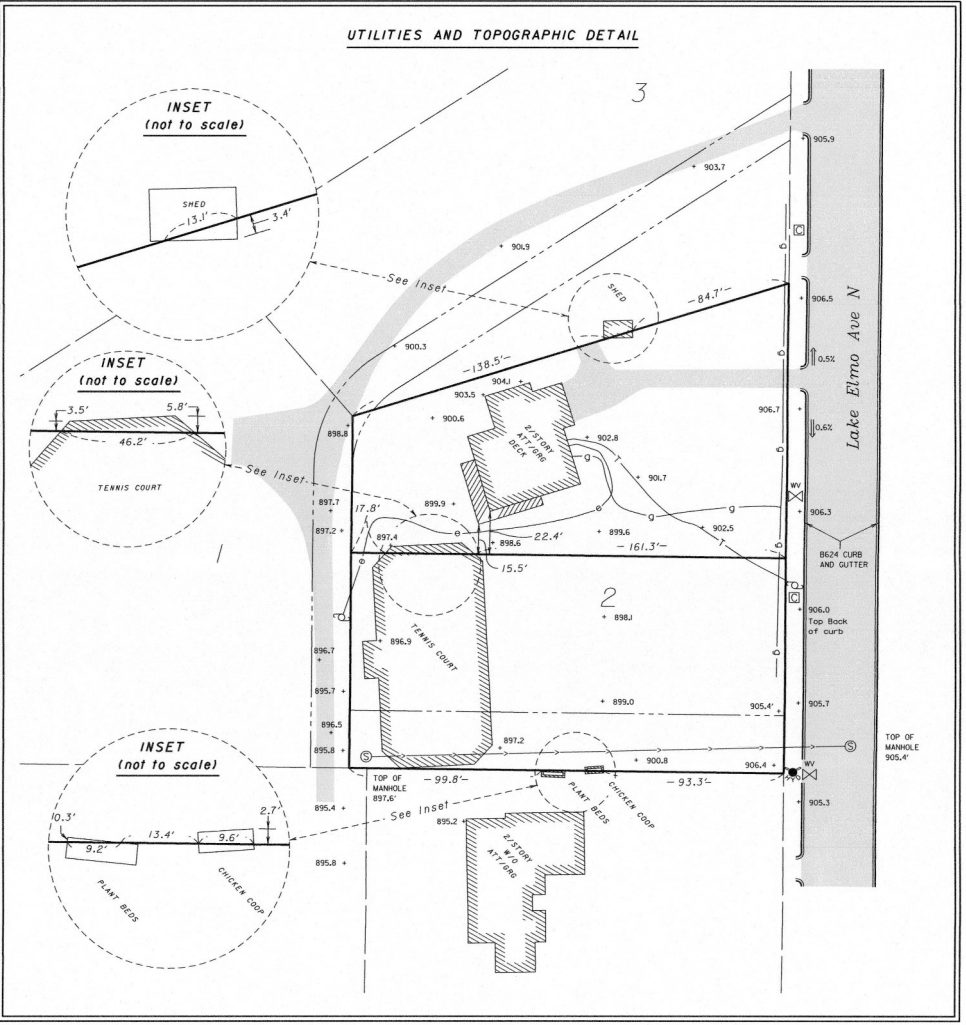 UTILITIES AND TOPOGRAPHIC DETAIL
3
INSET
(not to scale)
SHED
13.1'
3.4'
See Inset
905.9
903.7
901.9
C
g
SHED
84.7'
906.5
Lake Elmo Ave N
0.5%
900.3
138.5'
INSET
(not to scale)
3.5'
5.8'
46.2'
TENNIS COURT
See Inset
904.1
903.5
900.6
898.8
2/STORY
ATT/GRG
DECK
906.7
0.6%
g
902.8
T
g
901.7
WV
906.3
899.9
897.7
17.8'
897.2
897.4
e
e
e
898.6
22.4'
899.6
g
g
902.5
T
161.3'
g
15.5'
B624 CURB
AND GUTTER
2
898.1
C
906.0
Top Back
of curb
TENNIS COURT
896.9
896.7
g
895.7
899.0
905.4'
905.7
896.5
895.8
S
897.2
900.8
906.4
S
TOP OF
MANHOLE
905.4'
WV
TOP OF
MANHOLE
897.6'
99.8'
93.3'
PLANT BEDS
CHICKEN COOP
905.3
INSET
(not to scale)
0.3'
13.4'
2.7'
9.2'
9.6'
PLANT BEDS
CHICKEN COOP
See Inset
895.4
895.2
895.8
2/STORY
W/O
ATT/GRG